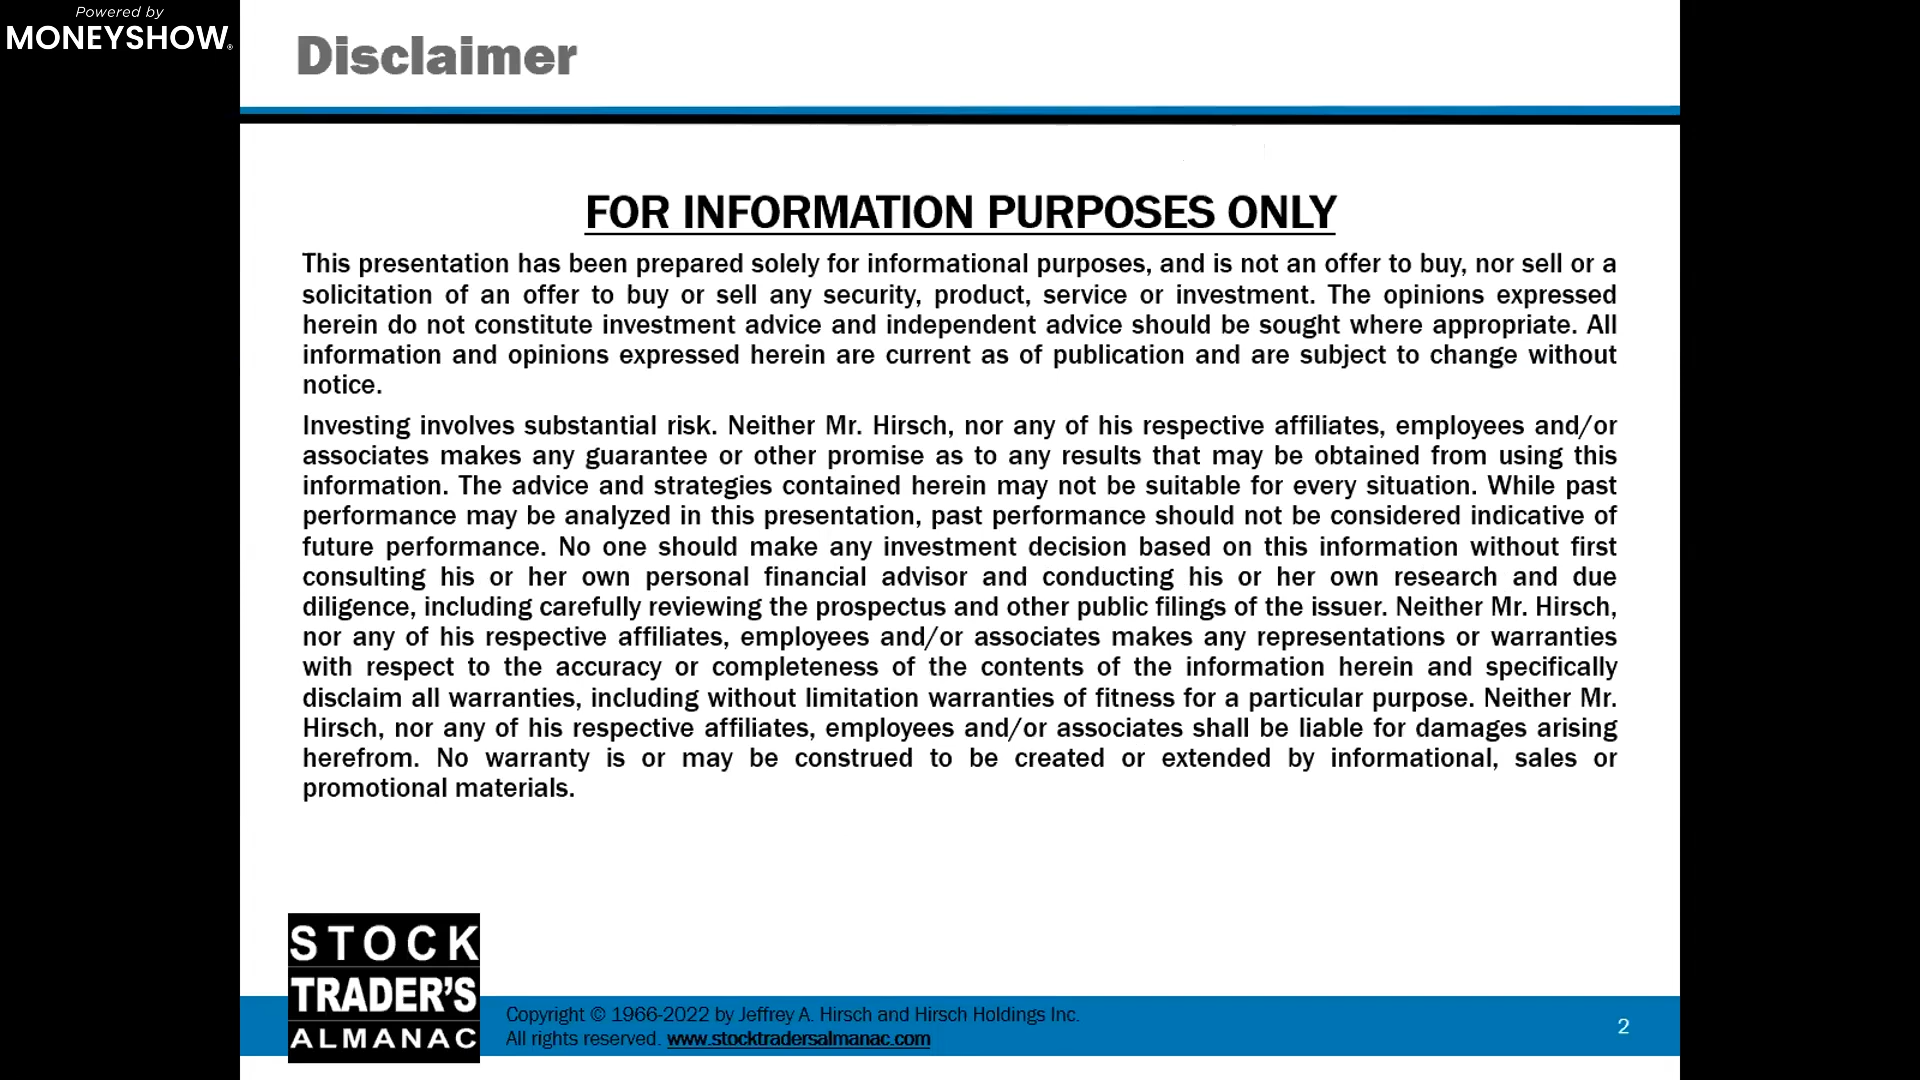 Powered by
MONEYSHOW®
Disclaimer
FOR INFORMATION PURPOSES ONLY
This presentation has been prepared solely for informational purposes, and is not an offer to buy, nor sell or a
solicitation of an offer to buy or sell any security, product, service or investment. The opinions expressed
herein do not constitute investment advice and independent advice should be sought where appropriate. All
information and opinions expressed herein are current as of publication and are subject to change without
notice.
Investing involves substantial risk. Neither Mr. Hirsch, nor any of his respective affiliates, employees and/or
associates makes any guarantee or other promise as to any results that may be obtained from using this
information. The advice and strategies contained herein may not be suitable for every situation. While past
performance may be analyzed in this presentation, past performance should not be considered indicative of
future performance. No one should make any investment decision based on this information without first
consulting his or her own personal financial advisor and conducting his or her own research and due
diligence, including carefully reviewing the prospectus and other public filings of the issuer. Neither Mr. Hirsch,
nor any of his respective affiliates, employees and/or associates makes any representations or warranties
with respect to the accuracy or completeness of the contents of the information herein and specifically
disclaim all warranties, including without limitation warranties of fitness for a particular purpose. Neither Mr.
Hirsch, nor any of his respective affiliates, employees and/or associates shall be liable for damages arising
herefrom. No warranty is or may be construed to be created or extended by informational, sales or
promotional materials.
STOCK
TRADER'S
ALMANAC
Copyright © 1966-2022 by Jeffrey A. Hirsch and Hirsch Holdings Inc.
All rights reserved. www.stocktradersalmanac.com
2